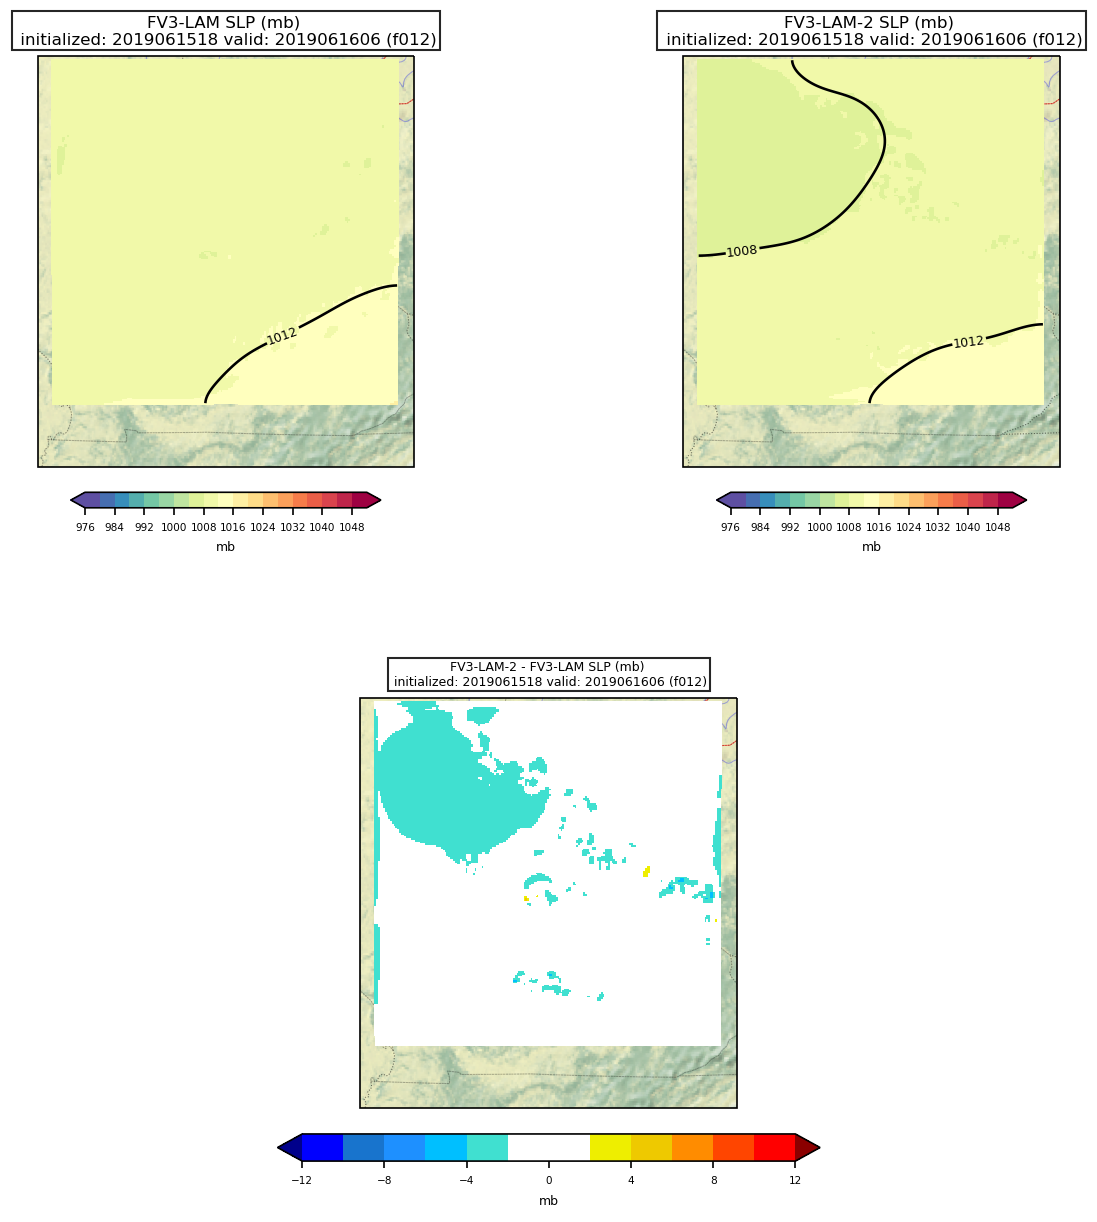 FV3-LAM SLP (mb)
initialized: 2019061518 valid: 2019061606 (f012)
FV3-LAM-2 SLP (mb)
initialized: 2019061518 valid: 2019061606 (f012)
1012
1008
1012
976 984 992 1000 1008 1016 1024 1032 1040 1048
mb
976 984 992 1000 1008 1016 1024 1032 1040 1048
mb
FV3-LAM-2 - FV3-LAM SLP (mb)
initialized: 2019061518 valid: 2019061606 (f012)
−12 −8 −4 0 4 8 12
mb